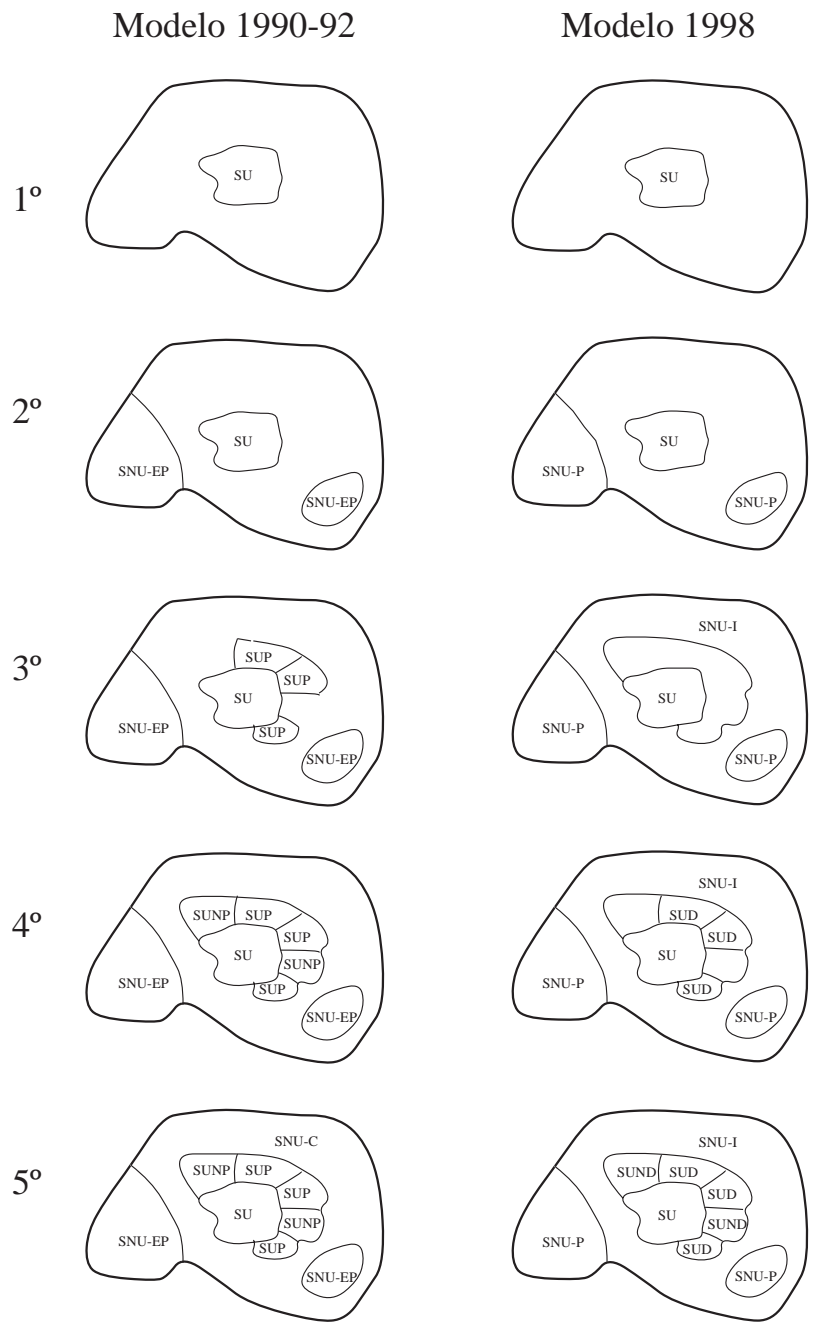 Modelo 1990-92 Modelo 1998
1º
SU SU
2º
SU SU
SNU-EP SNU-P
SNU-EP SNU-P
3º
SNU-I
SUP
SUP
SU SU
SUP
SNU-EP SNU-P
SNU-EP SNU-P
4º
SNU-I
SUNP SUP SUD
SUP SUD
SU SUNP SU
SUP SUD
SNU-EP SNU-P
SNU-EP SNU-P
5º
SNU-C SNU-I
SUNP SUP SUND SUD
SUP SUD
SU SUNP SU SUND
SUP SUD
SNU-EP SNU-P
SNU-EP SNU-P